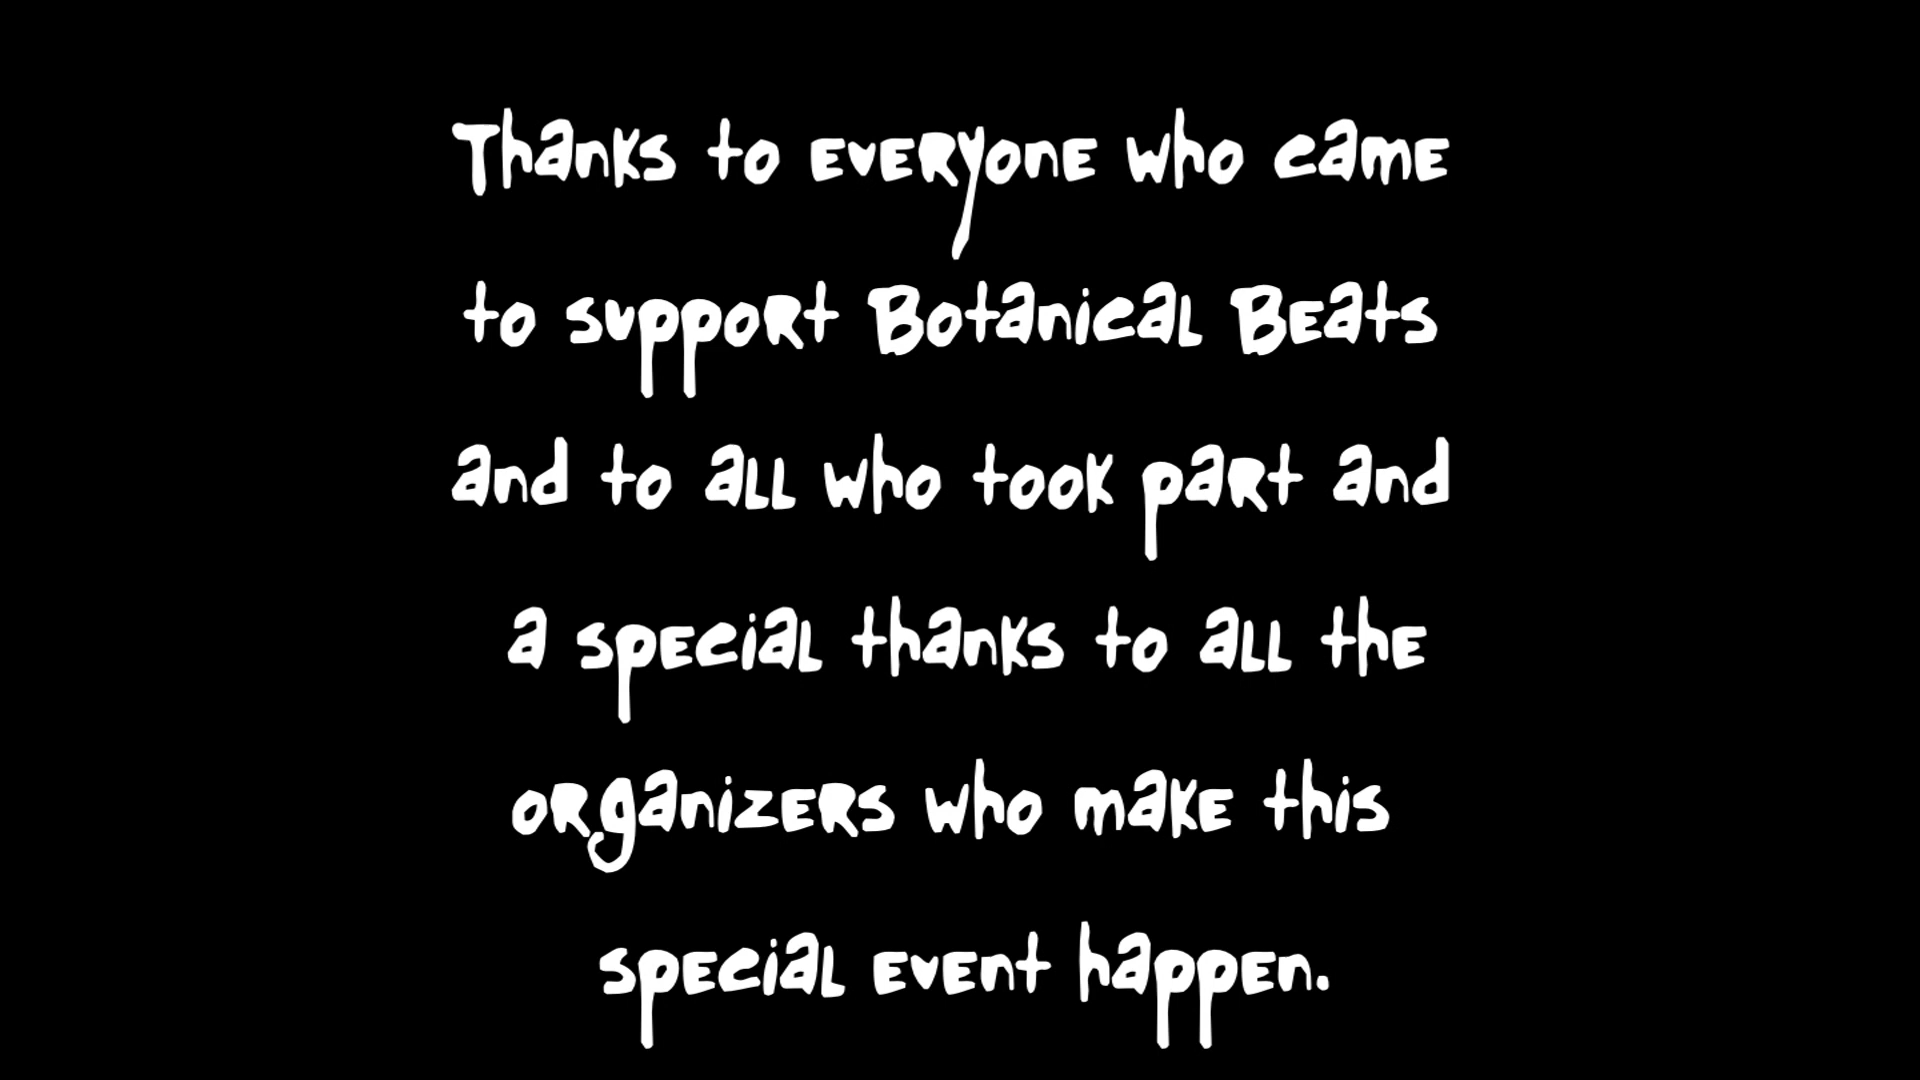 Thanks to everyone who came
to support Botanical Beats
and to all who took part and
a special thanks to all the
organizers who make this
special event happen.